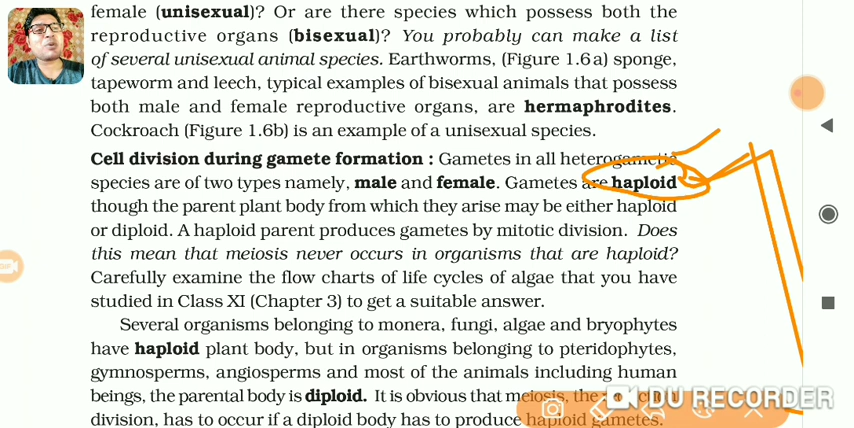 female (unisexual)? Or are there species which possess both the
reproductive organs (bisexual)? You probably can make a list
of several unisexual animal species. Earthworms, (Figure 1.6 a) sponge,
tapeworm and leech, typical examples of bisexual animals that possess
both male and female reproductive organs, are hermaphrodites.
Cockroach (Figure 1.6b) is an example of a unisexual species.
Cell division during gamete formation : Gametes in all heterogametic
species are of two types namely, male and female. Gametes are haploid
though the parent plant body from which they arise may be either haploid
or diploid. A haploid parent produces gametes by mitotic division. Does
this mean that meiosis never occurs in organisms that are haploid?
Carefully examine the flow charts of life cycles of algae that you have
studied in Class XI (Chapter 3) to get a suitable answer.
Several organisms belonging to monera, fungi, algae and bryophytes
have haploid plant body, but in organisms belonging to pteridophytes,
gymnosperms, angiosperms and most of the animals including human
beings, the parental body is diploid. It is obvious that meiosis, the
division, has to occur if a diploid body has to produce haploid gametes.
DU RECORDER